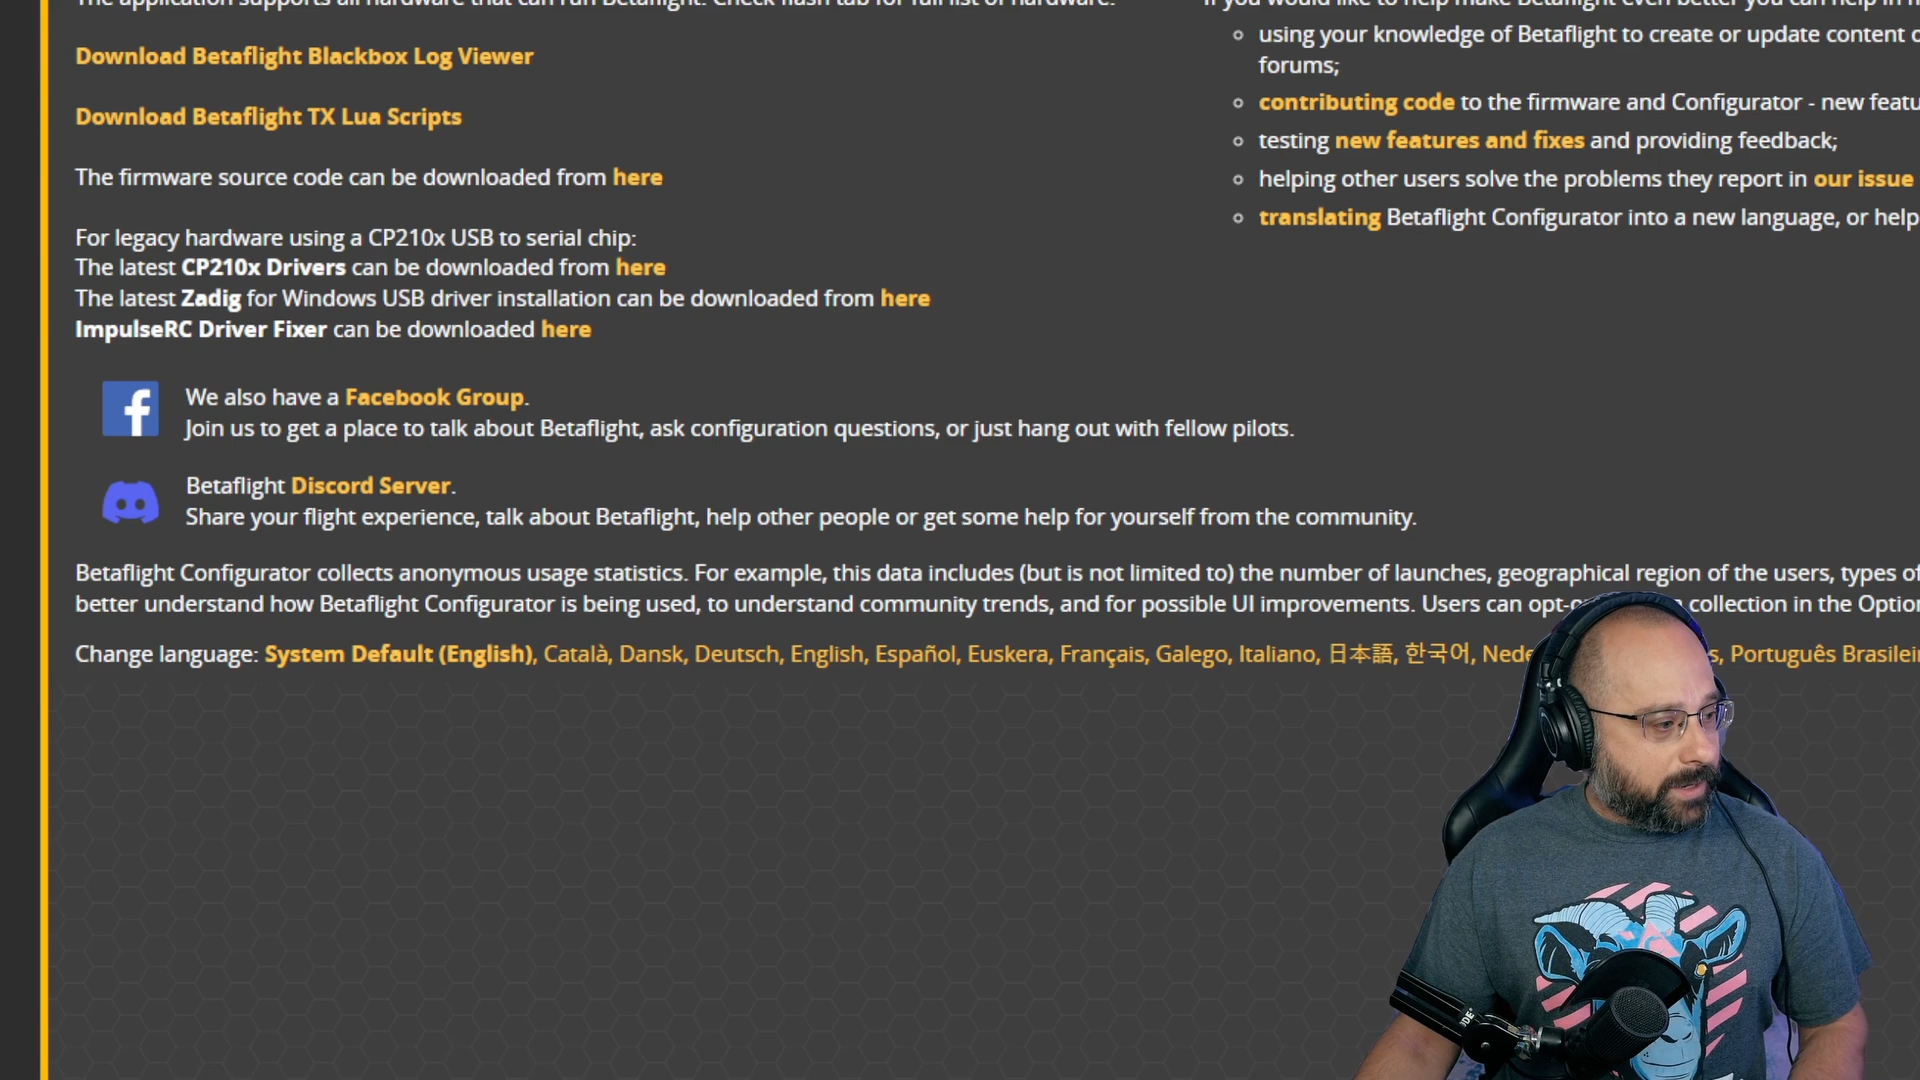 Download Betaflight Blackbox Log Viewer
Download Betaflight TX Lua Scripts
The firmware source code can be downloaded from here
For legacy hardware using a CP210x USB to serial chip:
The latest CP210x Drivers can be downloaded from here
The latest Zadig for Windows USB driver installation can be downloaded from here
ImpulseRC Driver Fixer can be downloaded here
We also have a Facebook Group.
Join us to get a place to talk about Betaflight, ask configuration questions, or just hang out with fellow pilots.
Betaflight Discord Server.
Share your flight experience, talk about Betaflight, help other people or get some help for yourself from the community.
using your knowledge of Betaflight to create or update content
forums;
contributing code to the firmware and Configurator - new
testing new features and fixes and providing feedback;
helping other users solve the problems they report in our issue
translating Betaflight Configurator into a new language, or help
Betaflight Configurator collects anonymous usage statistics. For example, this data includes (but is not limited to) the number of launches, geographical region of the users, types of
better understand how Betaflight Configurator is being used, to understand community trends, and for possible UI improvements. Users can collection in the
Change language: System Default (English), Català, Dansk, Deutsch, English, Español, Euskera, Français, Galego, Italiano, 日本語, 한국어, Português